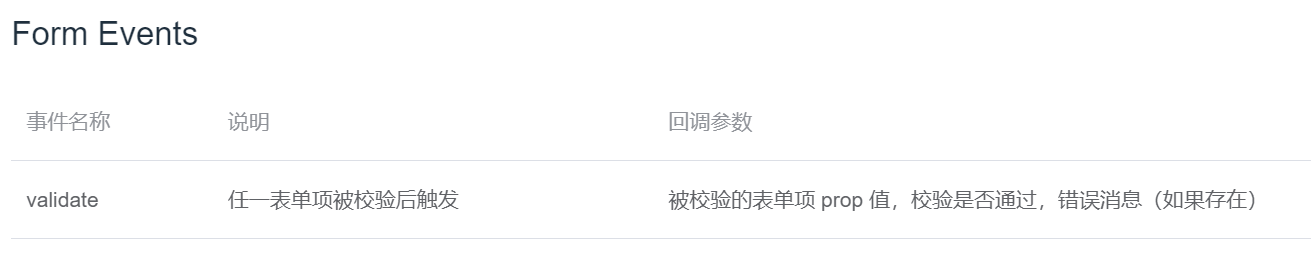 Form Events
事件名称 说明 回调参数
validate 任一表单项被校验后触发 被校验的表单项 prop 值，校验是否通过，错误消息（如果存在）